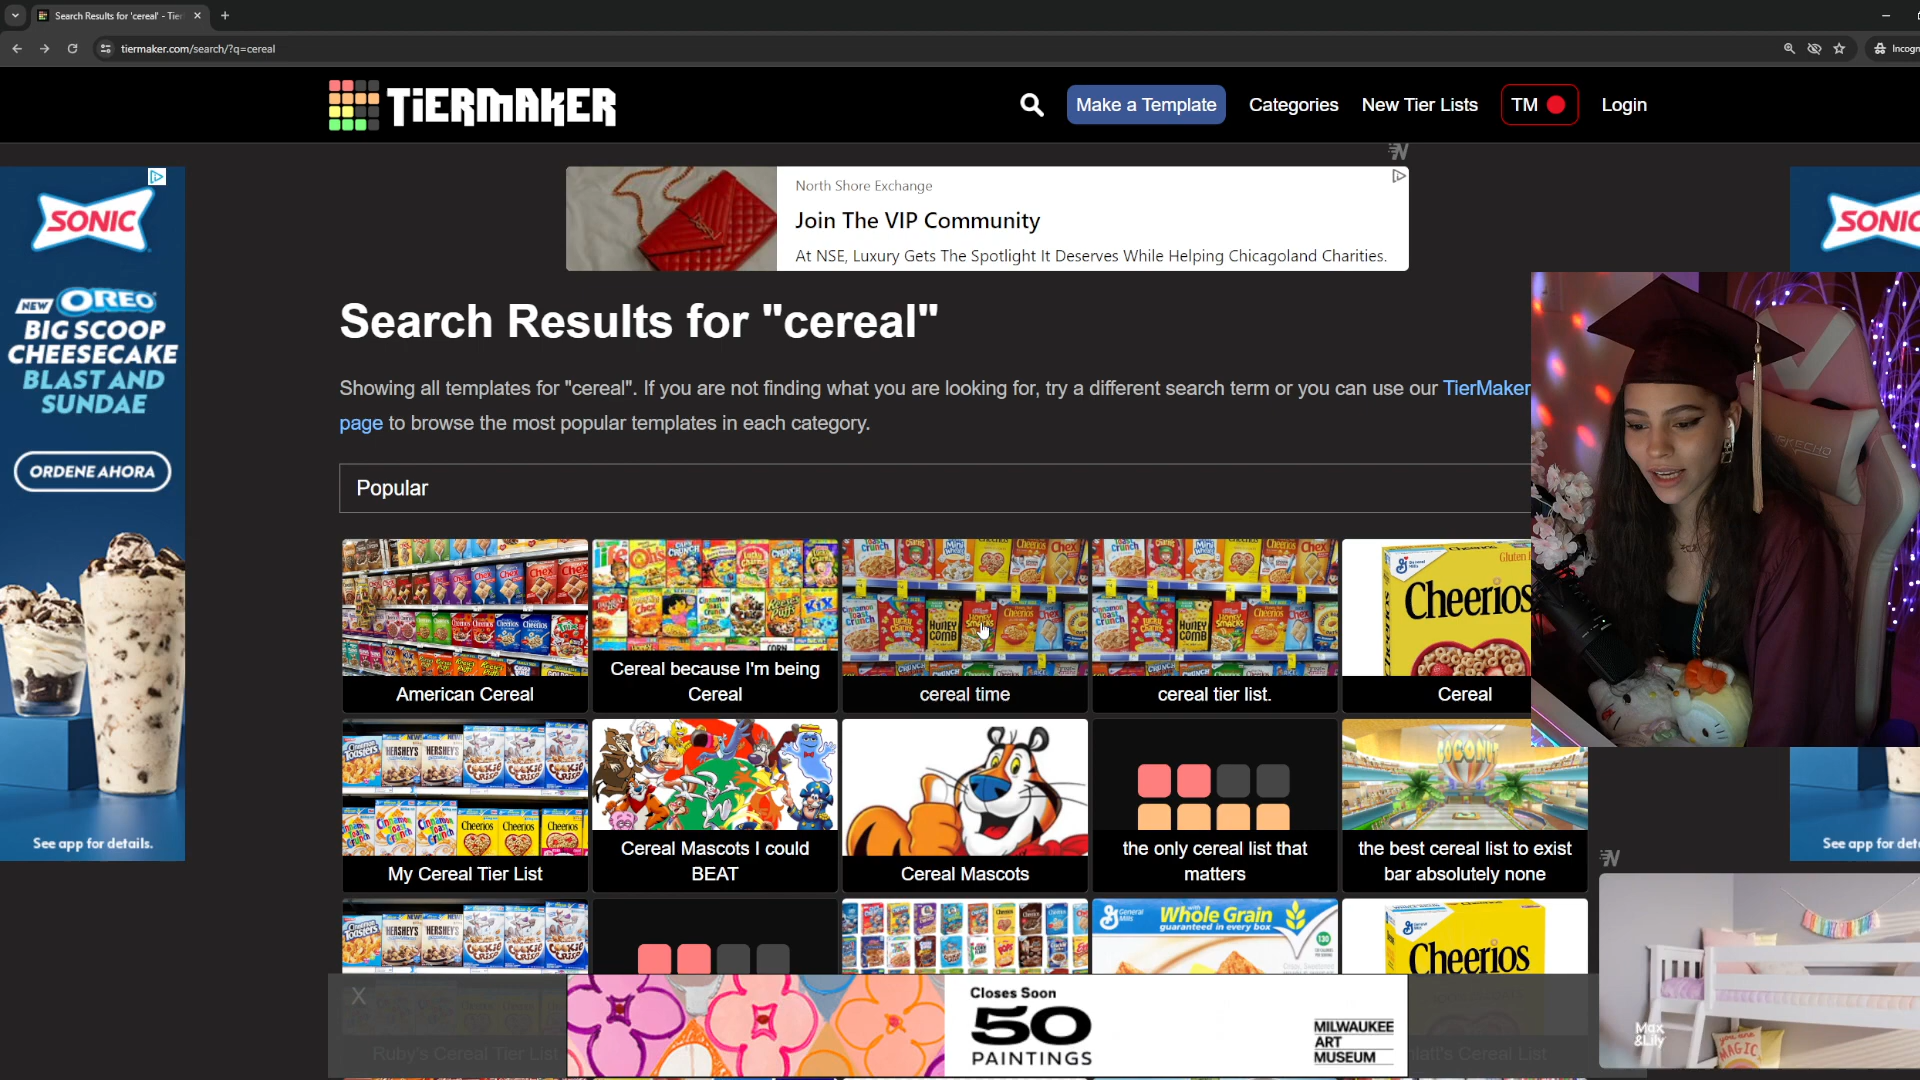 Search Results for 'cereal' - Tier
tiermaker.com/search/?q=cereal
Incogn
TiERMAKER
Make a Template
Categories
New Tier Lists
TM
Login
SONIC
NEW OREO
BIG SCOOP
CHEESECAKE
BLAST AND
SUNDAE
ORDENE AHORA
See app for details.
North Shore Exchange
Join The VIP Community
At NSE, Luxury Gets The Spotlight It Deserves While Helping Chicagoland Charities.
SONIC
Search Results for "cereal"
Showing all templates for "cereal". If you are not finding what you are looking for, try a different search term or you can use our TierMaker
page to browse the most popular templates in each category.
Popular
American Cereal
Cereal because I'm being
Cereal
cereal time
cereal tier list.
Cheerios
Cereal
My Cereal Tier List
Cereal Mascots I could
BEAT
Cereal Mascots
the only cereal list that
matters
COCONUT
the best cereal list to exist
bar absolutely none
See app for det
General Mills
Whole Grain
guaranteed in every box
Cheerios
X
Ruby's Cereal Tier List
Closes Soon
50
PAINTINGS
MILWAUKEE
ART
MUSEUM
latt's Cereal List
Max
&Lily
you are
MAGIC